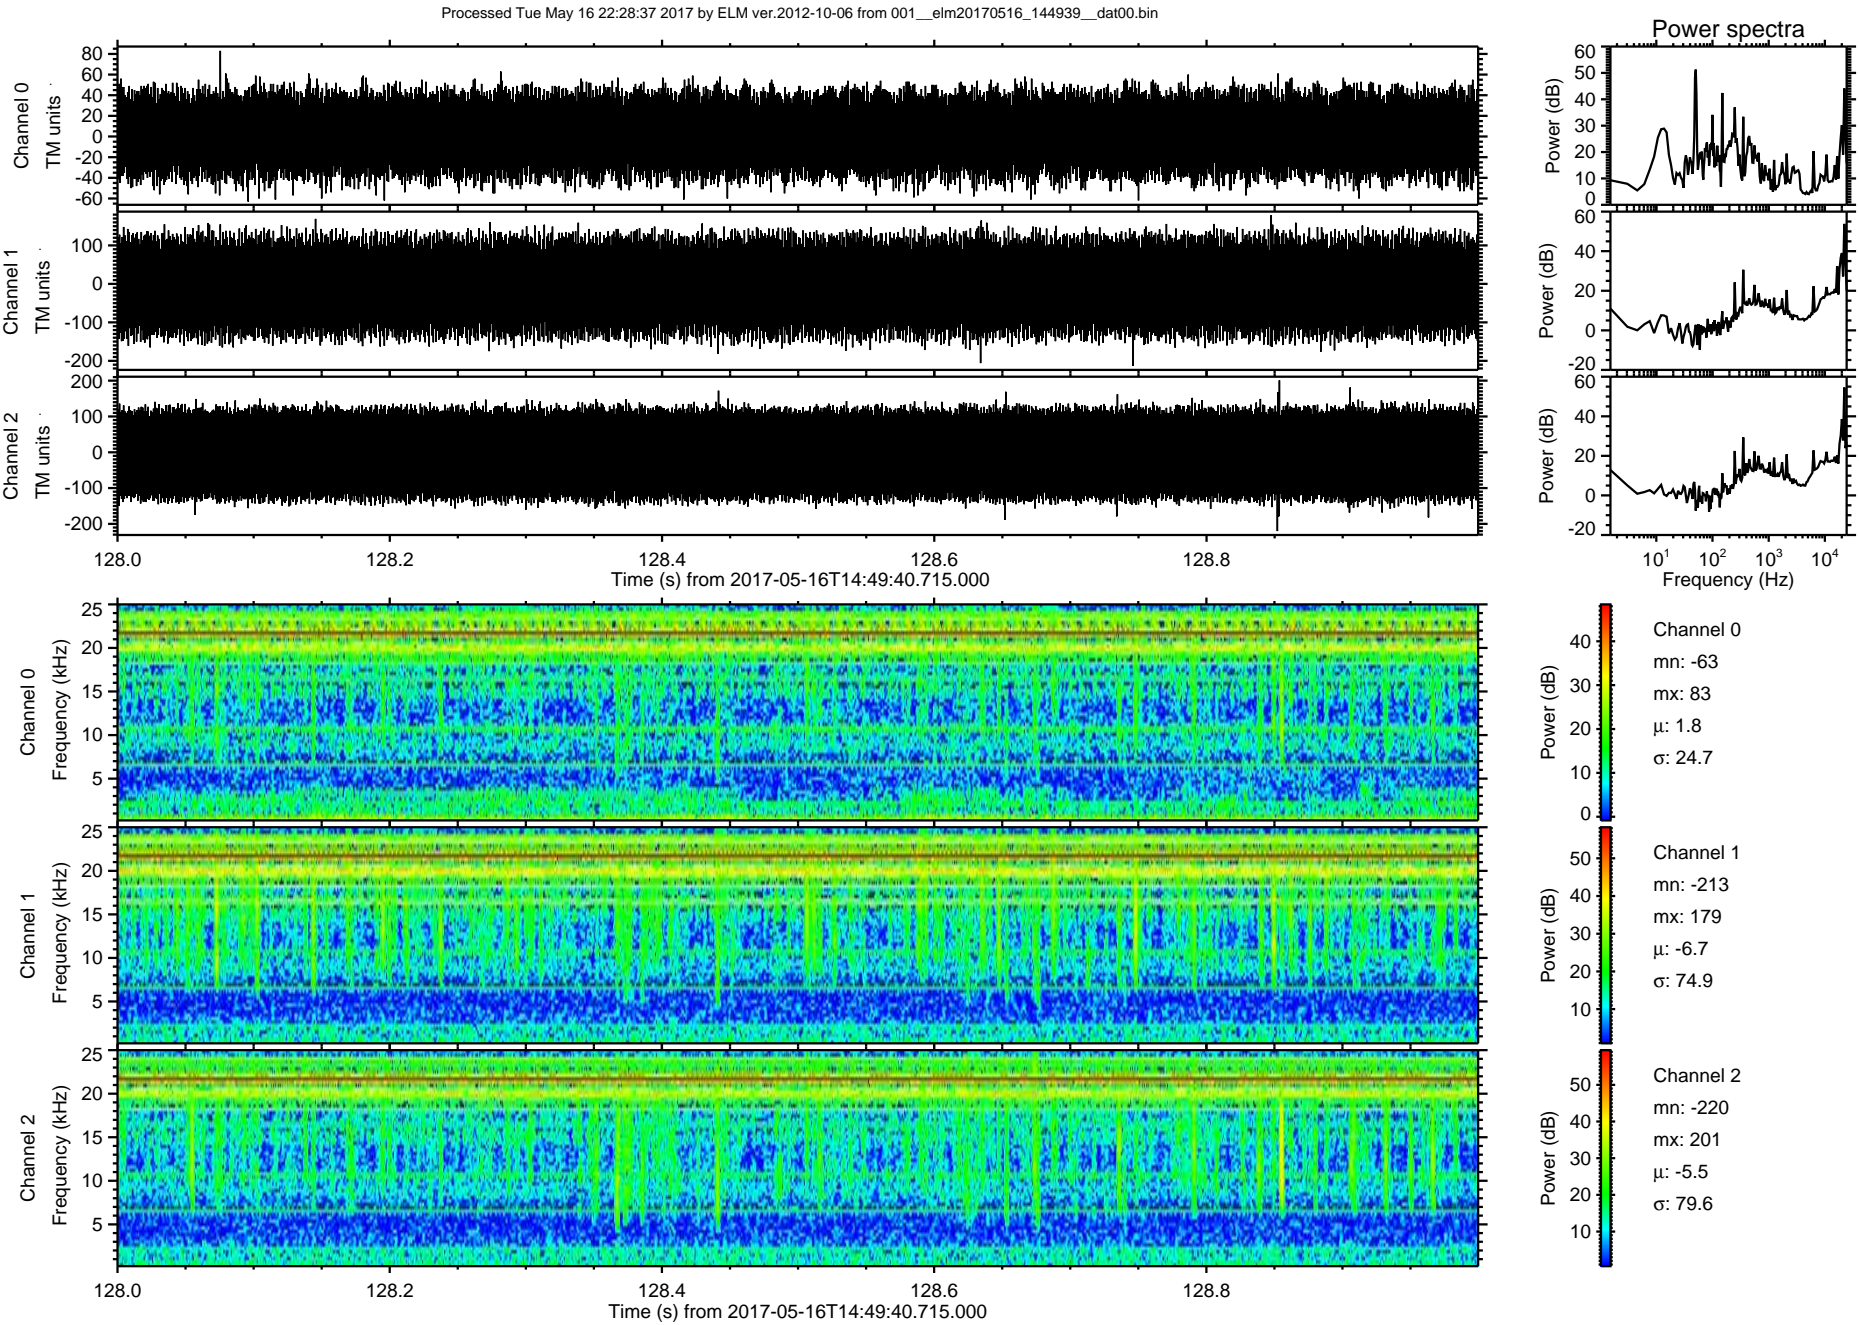 Processed Tue May 16 22:28:37 2017 by ELM ver.2012-10-06 from 001__elm20170516_144939__dat00.bin
Power spectra
Channel 0
TM units
80
60
40
20
0
-20
-40
-60
Power (dB)
60
50
40
30
20
10
0
Channel 1
TM units
100
0
-100
-200
Power (dB)
60
40
20
0
-20
Channel 2
TM units
200
100
0
-100
-200
Power (dB)
60
40
20
0
-20
128.0 128.2 128.4 128.6 128.8
Time (s) from 2017-05-16T14:49:40.715.000
10¹ 10² 10³ 10⁴
Frequency (Hz)
Channel 0
Frequency (kHz)
25
20
15
10
5
Power (dB)
40
30
20
10
0
Channel 0
mn: -63
mx: 83
μ: 1.8
σ: 24.7
Channel 1
Frequency (kHz)
25
20
15
10
5
Power (dB)
50
40
30
20
10
Channel 1
mn: -213
mx: 179
μ: -6.7
σ: 74.9
Channel 2
Frequency (kHz)
25
20
15
10
5
Power (dB)
50
40
30
20
10
Channel 2
mn: -220
mx: 201
μ: -5.5
σ: 79.6
128.0 128.2 128.4 128.6 128.8
Time (s) from 2017-05-16T14:49:40.715.000